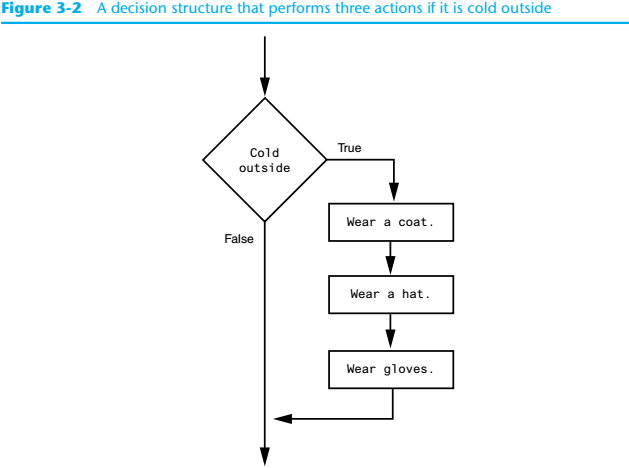 Figure 3-2 A decision structure that performs three actions if it is cold outside
Cold
outside
True
Wear a coat.
False
Wear a hat.
Wear gloves.